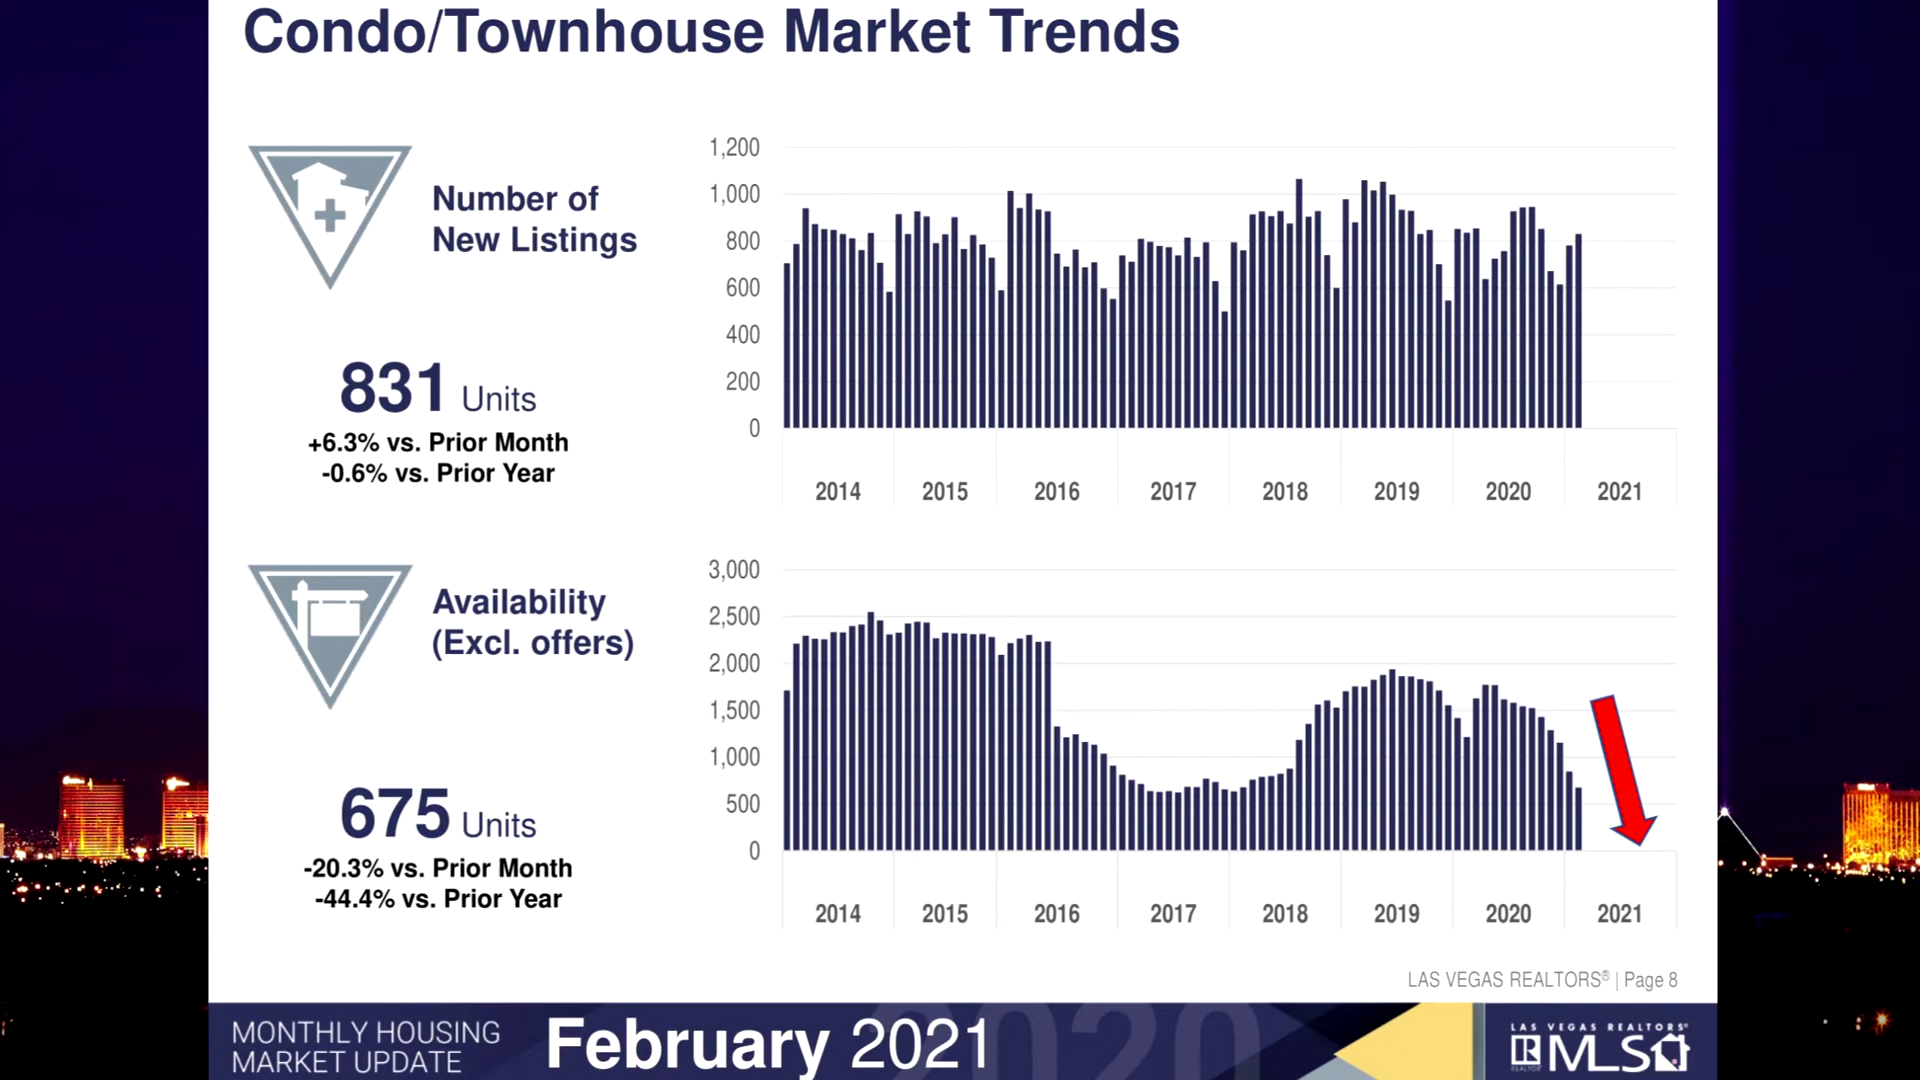 Condo/Townhouse Market Trends
Number of
New Listings
831 Units
+6.3% vs. Prior Month
-0.6% vs. Prior Year
1,200
1,000
800
600
400
200
0
2014 2015 2016 2017 2018 2019 2020 2021
Availability
(Excl. offers)
675 Units
-20.3% vs. Prior Month
-44.4% vs. Prior Year
3,000
2,500
2,000
1,500
1,000
500
0
2014 2015 2016 2017 2018 2019 2020 2021
LAS VEGAS REALTORS® | Page 8
MONTHLY HOUSING
MARKET UPDATE
February 2021
2020
LAS VEGAS REALTORS®
R MLS
REALTOR